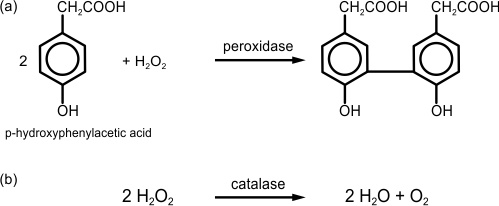 (a)
CH₂COOH
CH₂COOH
CH₂COOH
2
+ H₂O₂
peroxidase
OH
OH
OH
p-hydroxyphenylacetic acid
(b)
2 H₂O₂
catalase
2 H₂O + O₂